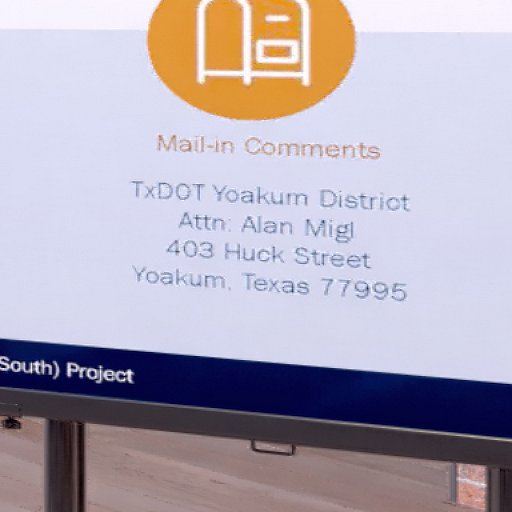 Mail-in Comments
TxDOT Yoakum District
Attn: Alan Migl
403 Huck Street
Yoakum, Texas 77995
South) Project